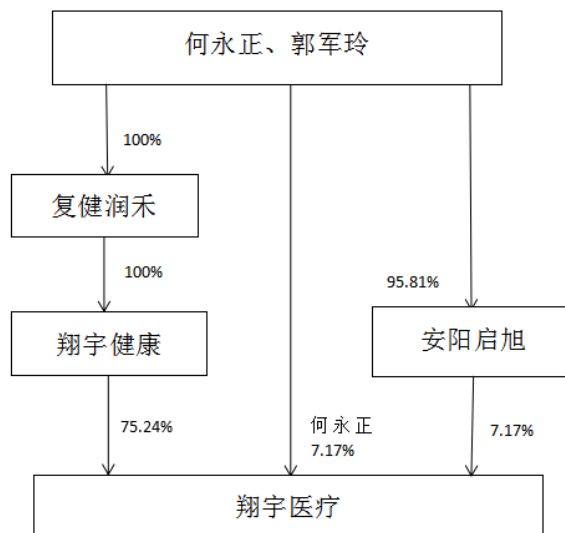 何永正、郭军玲
100%
复健润禾
100%
95.81%
翔宇健康
安阳启旭
75.24%
何永正
7.17%
7.17%
翔宇医疗